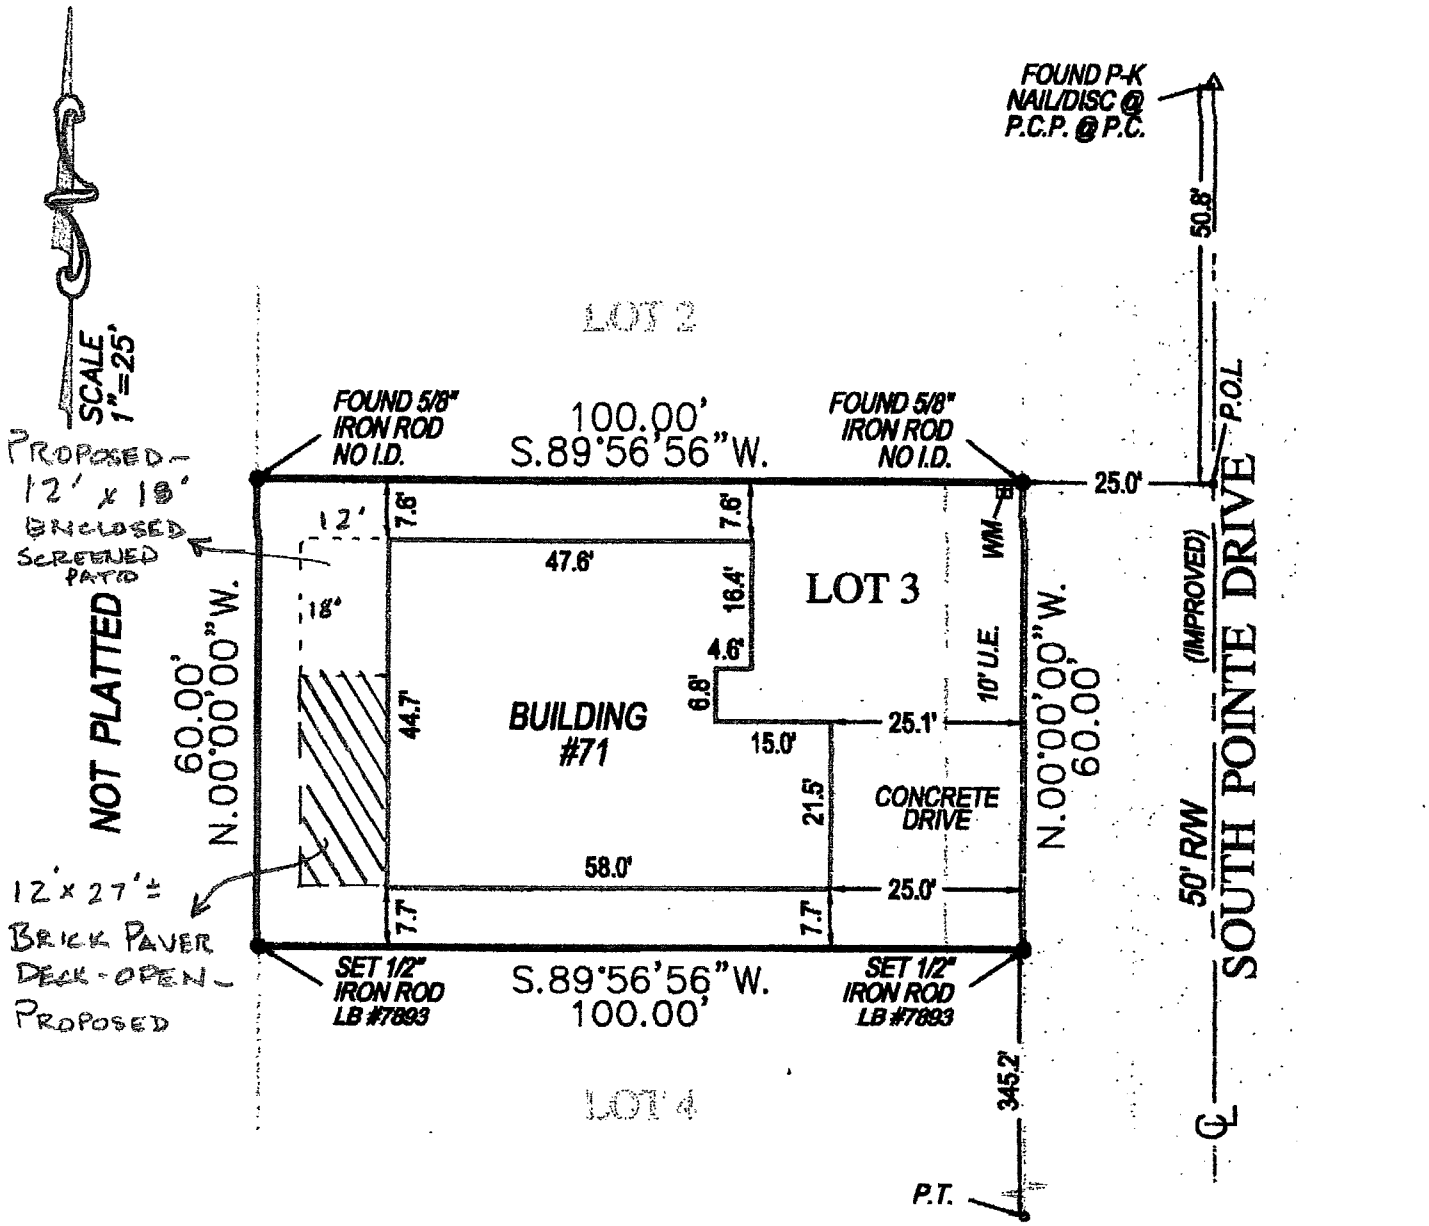 FOUND P-K
NAIL/DISC @
P.C.P. @ P.C.
50.8'
LOT 2
SCALE
1"=25'
FOUND 5/8"
IRON ROD
NO I.D.
100.00'
S.89°56'56"W.
FOUND 5/8"
IRON ROD
NO I.D.
P.O.L.
25.0'
PROPOSED-
12' x 18'
ENCLOSED
SCREENED
PATIO
12'
18'
7.6'
7.6'
47.6'
16.4'
LOT 3
WM
10' U.E.
(IMPROVED)
SOUTH POINTE DRIVE
50' R/W
NOT PLATTED
60.00'
N.00°00'00"W.
4.6'
6.8'
44.7'
BUILDING
#71
15.0'
25.1'
N.00°00'00"W.
60.00'
21.5'
CONCRETE
DRIVE
58.0'
25.0'
12'x 27'±
BRICK PAVER
DECK-OPEN-
PROPOSED
7.7'
7.7'
SET 1/2"
IRON ROD
LB #7893
S.89°56'56"W.
100.00'
SET 1/2"
IRON ROD
LB #7893
345.2'
LOT 4
CL
P.T.